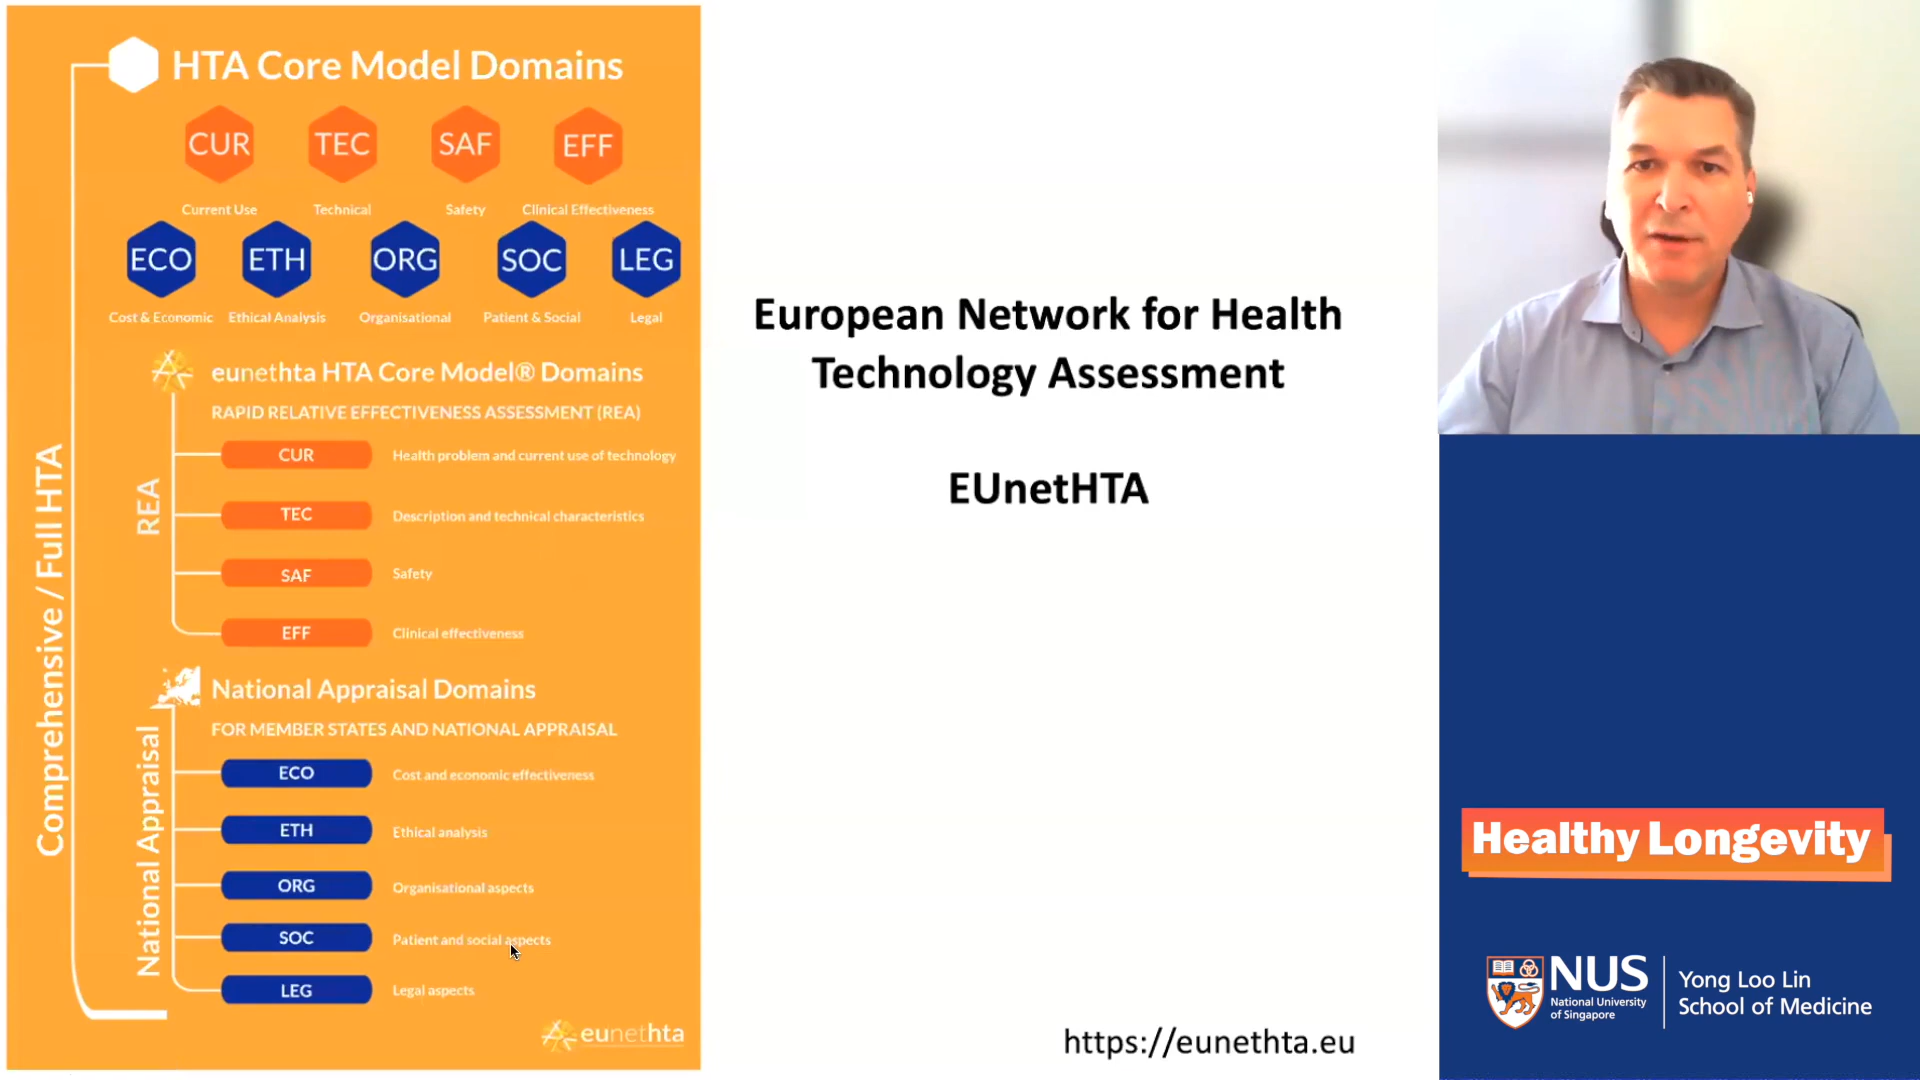 HTA Core Model Domains
CUR
TEC
SAF
EFF
Current Use
Technical
Safety
Clinical Effectiveness
ECO
ETH
ORG
SOC
LEG
Cost & Economic
Ethical Analysis
Organisational
Patient & Social
Legal
Comprehensive / Full HTA
eunethta HTA Core Model® Domains
RAPID RELATIVE EFFECTIVENESS ASSESSMENT (REA)
REA
CUR
Health problem and current use of technology
TEC
Description and technical characteristics
SAF
Safety
EFF
Clinical effectiveness
National Appraisal Domains
FOR MEMBER STATES AND NATIONAL APPRAISAL
National Appraisal
ECO
Cost and economic effectiveness
ETH
Ethical analysis
ORG
Organisational aspects
SOC
Patient and social aspects
LEG
Legal aspects
eunethta
European Network for Health
Technology Assessment
EUnetHTA
https://eunethta.eu
Healthy Longevity
NUS
National University
of Singapore
Yong Loo Lin
School of Medicine